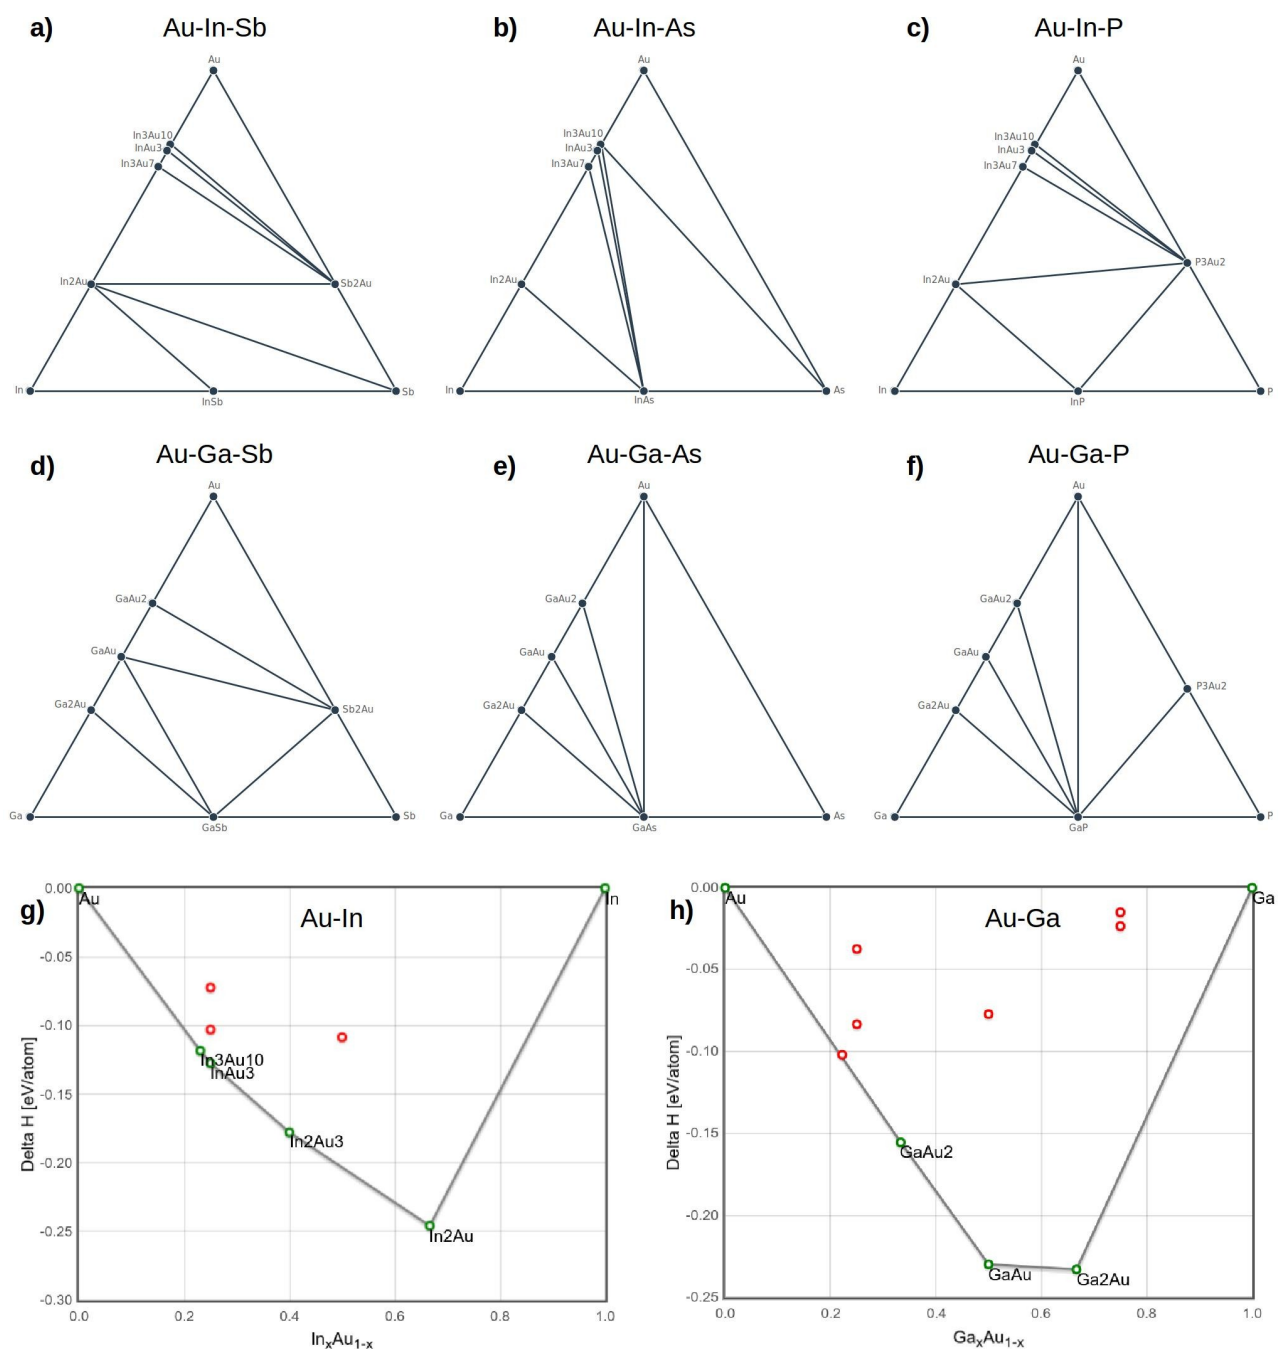 a) Au-In-Sb b) Au-In-As c) Au-In-P
Au Au Au
In3Au10 In3Au10 In3Au10
InAu3 InAu3 InAu3
In3Au7 In3Au7 In3Au7
P3Au2
In2Au Sb2Au In2Au In2Au
In InSb Sb In InAs As In InP P
d) Au-Ga-Sb e) Au-Ga-As f) Au-Ga-P
Au Au Au
GaAu2 GaAu2 GaAu2
GaAu GaAu GaAu
P3Au2
Ga2Au Sb2Au Ga2Au Ga2Au
Ga GaSb Sb Ga GaAs As Ga GaP P
g) Au-In
0.00
-0.05
-0.10
-0.15
-0.20
-0.25
-0.30
Delta H [eV/atom]
Au In
In3Au10
InAu3
In2Au3
In2Au
0.0 0.2 0.4 0.6 0.8 1.0
InxAu1-x
h) Au-Ga
0.00
-0.05
-0.10
-0.15
-0.20
-0.25
Delta H [eV/atom]
Au Ga
GaAu2
GaAu Ga2Au
0.0 0.2 0.4 0.6 0.8 1.0
GaxAu1-x